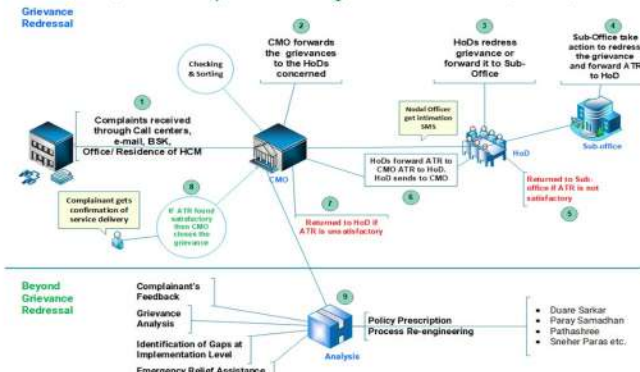 Grievance
Redressal
1
Complaints received
through Call centers,
e-mail, BSK,
Office/ Residence of HCM
Checking
& Sorting
2
CMO forwards
the grievances
to the HoDs
concerned
CMO
3
HoDs redress
grievance or
forward it to Sub-
Office
Nodal Officer
get intimation
SMS
HoD
4
Sub-Office take
action to redress
the grievance
and forward ATR
to HoD
Sub-office
Returned to Sub-
office if ATR is not
satisfactory
5
HoDs forward ATR to
CMO ATR to HoD.
HoD sends to CMO
6
7
Returned to HoD if
ATR is unsatisfactory
8
If ATR found
satisfactory
then CMO
closes the
grievance
Complainant gets
confirmation of
service delivery
Beyond
Grievance
Redressal
Complainant's
Feedback
Grievance
Analysis
Identification of Gaps at
Implementation Level
Emergency Relief Assistance
9
Analysis
Policy Prescription
Process Re-engineering
• Duare Sarkar
• Paray Samadhan
• Pathashree
• Sneher Paras etc.